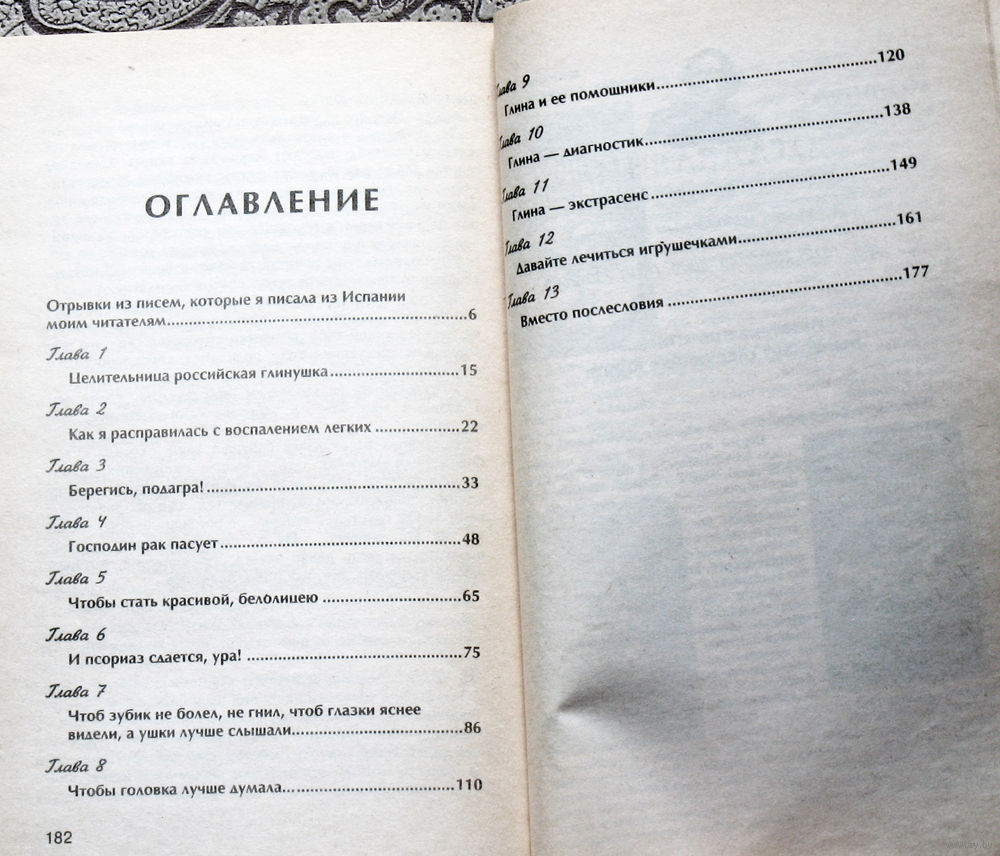 ОГЛАВЛЕНИЕ
Отрывки из писем, которые я писала из Испании
моим читателям...........................................................6
Глава 1
Целительница российская глинушка..........................15
Глава 2
Как я расправилась с воспалением легких .................22
Глава 3
Берегись, подагра!....................................................33
Глава 4
Господин рак пасует..................................................48
Глава 5
Чтобы стать красивой, белолицею ............................65
Глава 6
И псориаз сдается, ура! ............................................75
Глава 7
Чтоб зубик не болел, не гнил, чтоб глазки яснее
видели, а ушки лучше слышали...................................86
Глава 8
Чтобы головка лучше думала...................................110
182
Глава 9
Глина и ее помощники.............................................120
Глава 10
Глина — диагностик.................................................138
Глава 11
Глина — экстрасенс.................................................149
Глава 12
Давайте лечиться игрушечками................................161
Глава 13
Вместо послесловия ................................................177